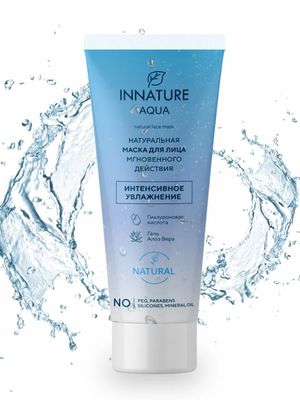 INNATURE
AQUA
natural face mask
НАТУРАЛЬНАЯ
МАСКА ДЛЯ ЛИЦА
МГНОВЕННОГО
ДЕЙСТВИЯ
ИНТЕНСИВНОЕ
УВЛАЖНЕНИЕ
Гиалуроновая
кислота
Гель
Алоэ Вера
NATURAL
NO PEG, PARABENS
SILICONES, MINERAL OIL